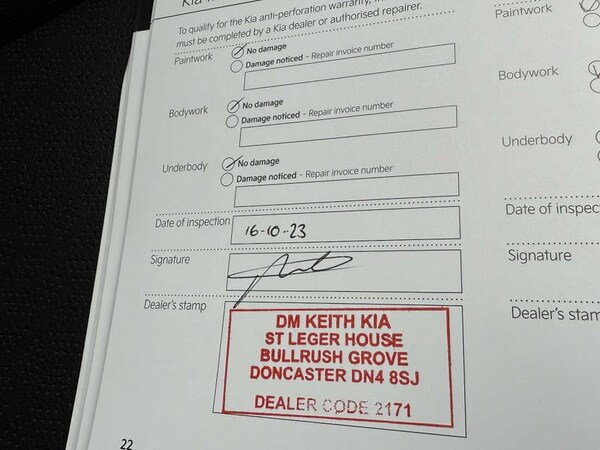 To qualify for the Kia anti-perforation warranty,
must be completed by a Kia dealer or authorised repairer.
Paintwork
No damage
Damage noticed - Repair invoice number
Bodywork
No damage
Damage noticed - Repair invoice number
Underbody
No damage
Damage noticed - Repair invoice number
Date of inspection
16-10-23
Signature
Dealer's stamp
DM KEITH KIA
ST LEGER HOUSE
BULLRUSH GROVE
DONCASTER DN4 8SJ
DEALER CODE 2171
22
Paintwork
Bodywork
Underbody
Date of inspec
Signature
Dealer's stam